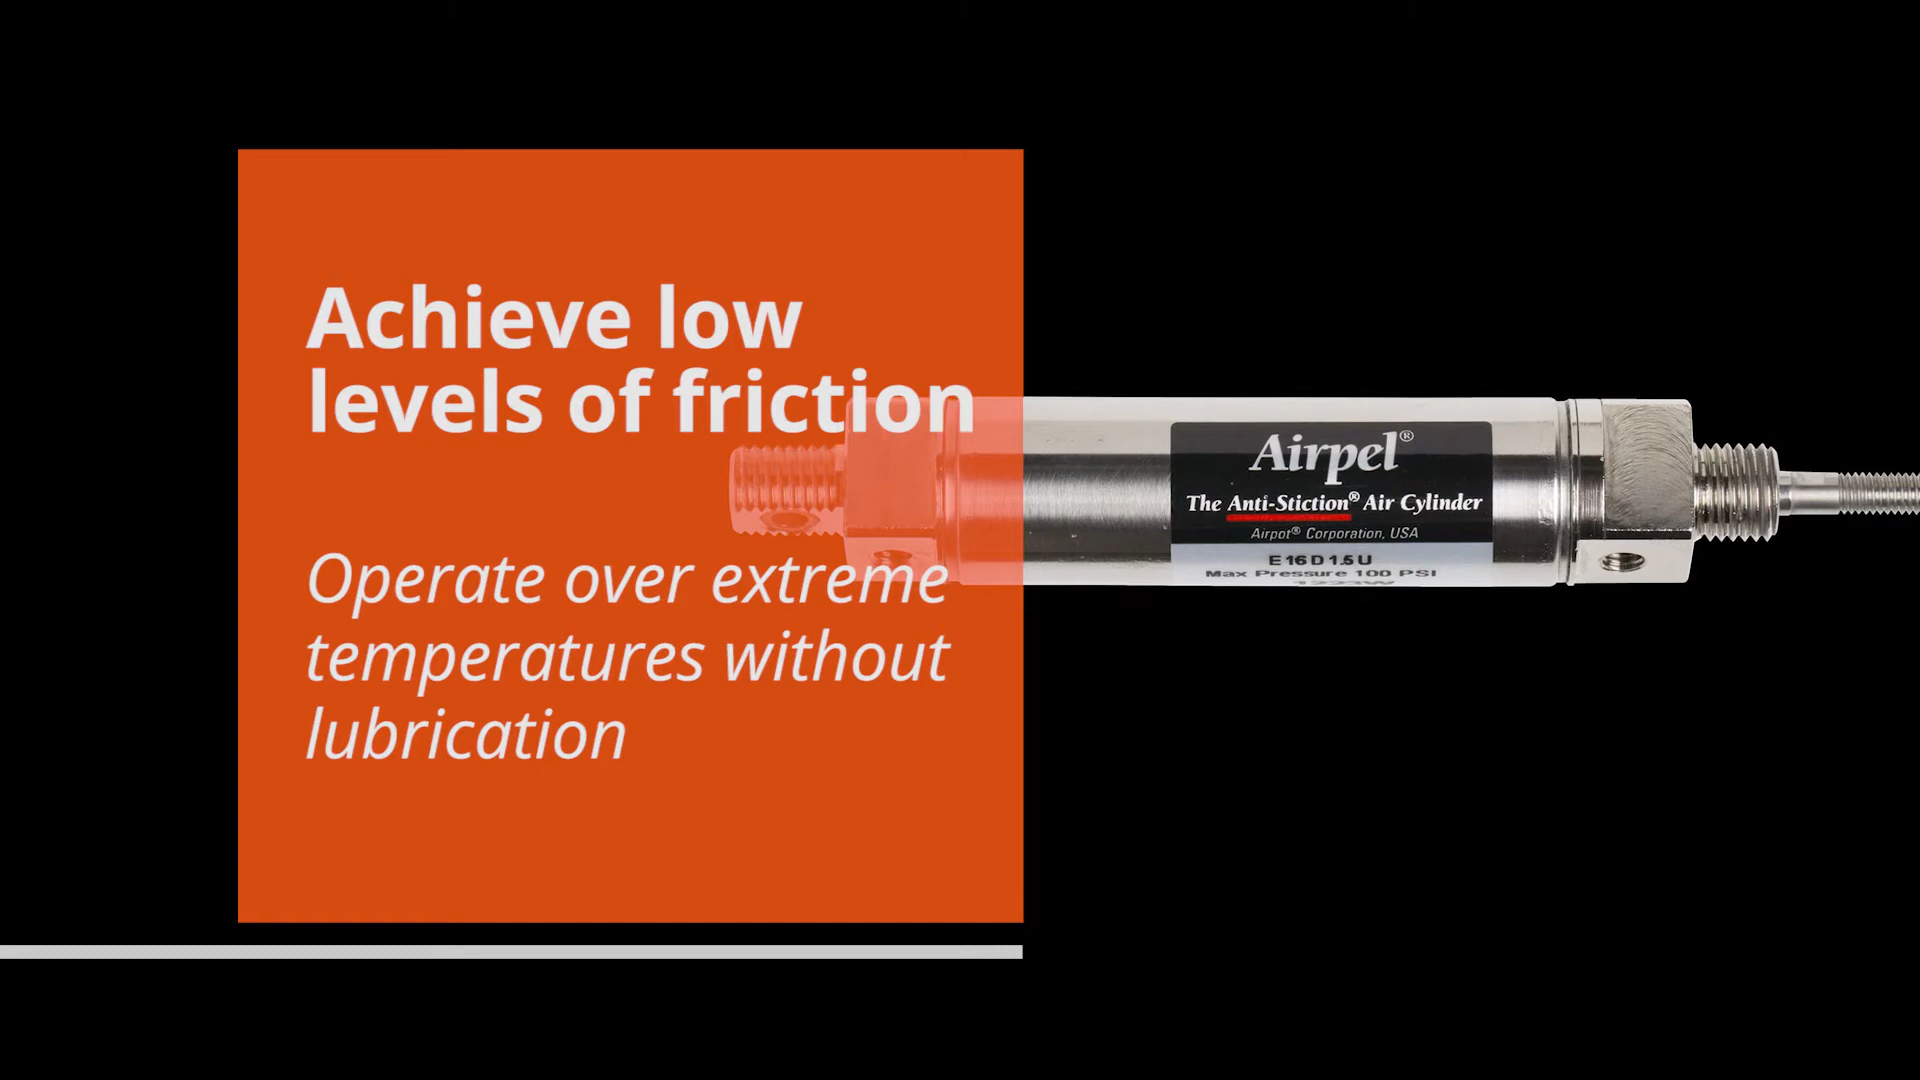 Achieve low
levels of friction
Operate over extreme
temperatures without
lubrication
Airpel®
The Anti-Stiction® Air Cylinder
Airpot® Corporation, USA
E16D1.5U
Max Pressure 100 PSI